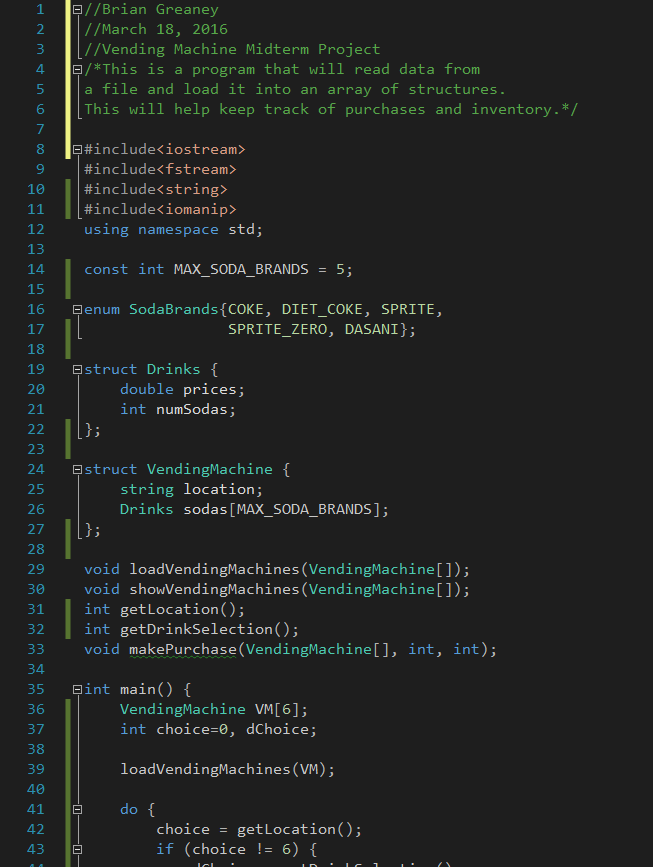 1 //Brian Greaney
2 //March 18, 2016
3 //Vending Machine Midterm Project
4 /*This is a program that will read data from
5 a file and load it into an array of structures.
6 This will help keep track of purchases and inventory.*/
7
8 #include<iostream>
9 #include<fstream>
10 #include<string>
11 #include<iomanip>
12 using namespace std;
13
14 const int MAX_SODA_BRANDS = 5;
15
16 enum SodaBrands{COKE, DIET_COKE, SPRITE,
17 SPRITE_ZERO, DASANI};
18
19 struct Drinks {
20 double prices;
21 int numSodas;
22 };
23
24 struct VendingMachine {
25 string location;
26 Drinks sodas[MAX_SODA_BRANDS];
27 };
28
29 void loadVendingMachines(VendingMachine[]);
30 void showVendingMachines(VendingMachine[]);
31 int getLocation();
32 int getDrinkSelection();
33 void makePurchase(VendingMachine[], int, int);
34
35 int main() {
36 VendingMachine VM[6];
37 int choice=0, dChoice;
38
39 loadVendingMachines(VM);
40
41 do {
42 choice = getLocation();
43 if (choice != 6) {